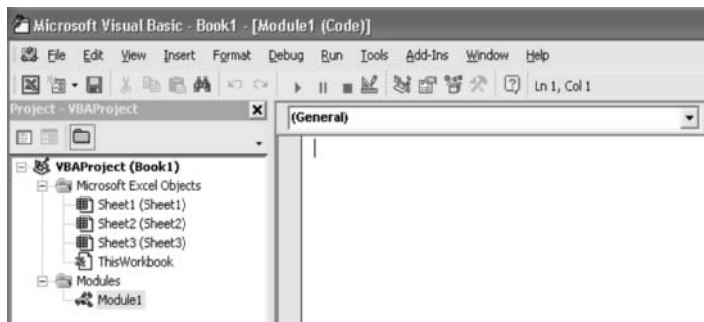 Microsoft Visual Basic - Book1 - [Module1 (Code)]
File Edit View Insert Format Debug Run Tools Add-Ins Window Help
Ln 1, Col 1
Project - VBAProject
(General)
VBAProject (Book1)
Microsoft Excel Objects
Sheet1 (Sheet1)
Sheet2 (Sheet2)
Sheet3 (Sheet3)
ThisWorkbook
Modules
Module1